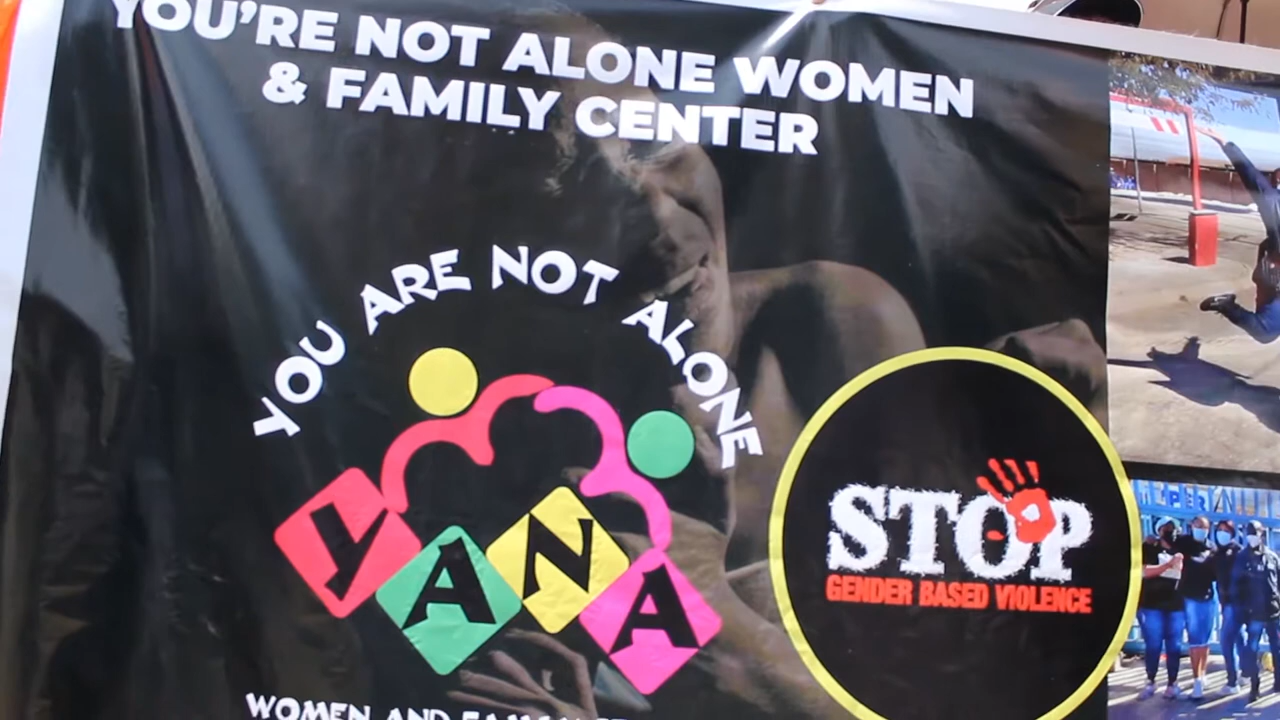 YOU'RE NOT ALONE WOMEN
& FAMILY CENTER
YOU ARE NOT ALONE
YANA
STOP
GENDER BASED VIOLENCE
WOMEN AND FAMILY